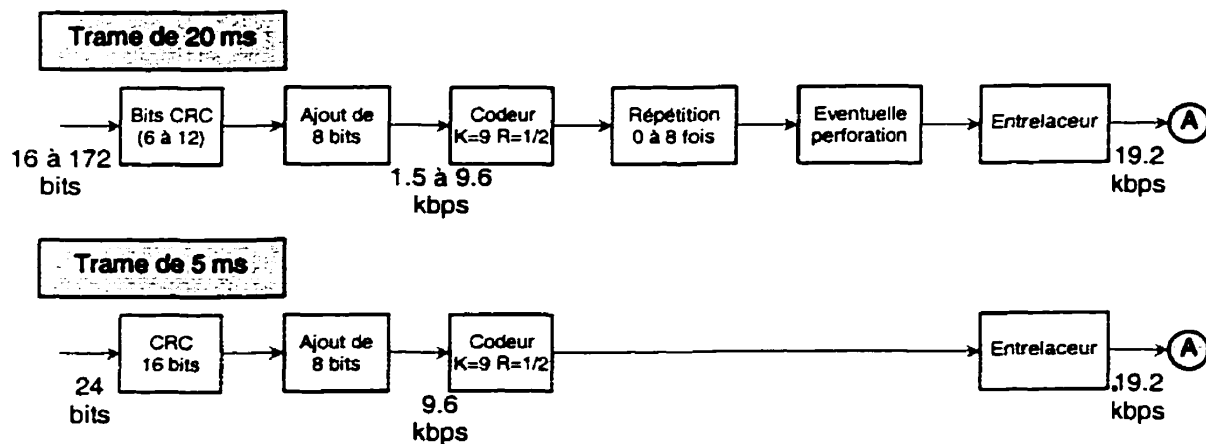 Trame de 20 ms
Bits CRC
(6 à 12)
Ajout de
8 bits
Codeur
K=9 R=1/2
Répétition
0 à 8 fois
Eventuelle
perforation
Entrelaceur
A
16 à 172
bits
1.5 à 9.6
kbps
19.2
kbps
Trame de 5 ms
CRC
16 bits
Ajout de
8 bits
Codeur
K=9 R=1/2
Entrelaceur
A
24
bits
9.6
kbps
19.2
kbps